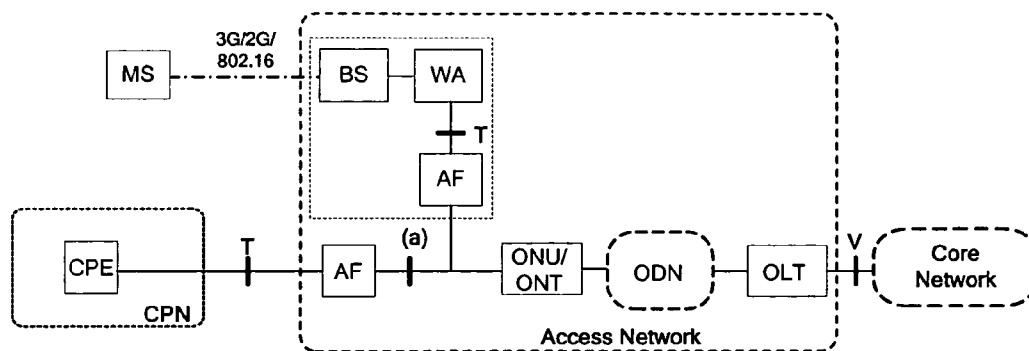 3G/2G/
802.16
MS
BS
WA
T
AF
CPE
CPN
T
AF
(a)
ONU/
ONT
ODN
OLT
V
Core
Network
Access Network